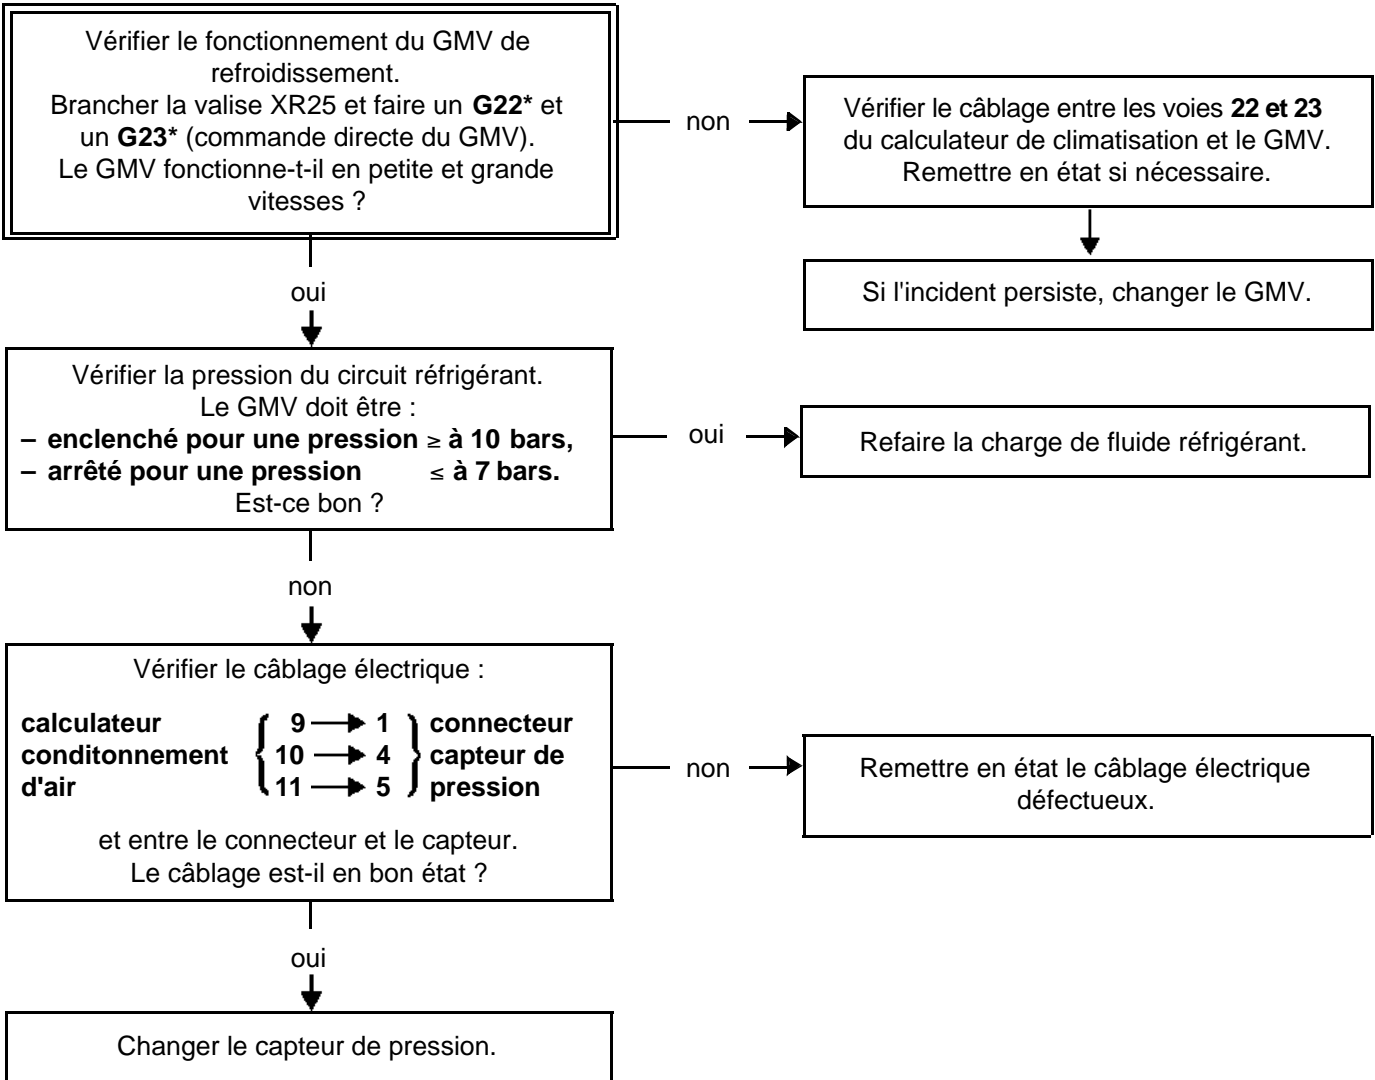 Vérifier le fonctionnement du GMV de
refroidissement.
Brancher la valise XR25 et faire un G22* et
un G23* (commande directe du GMV).
Le GMV fonctionne-t-il en petite et grande
vitesses ?
non
Vérifier le câblage entre les voies 22 et 23
du calculateur de climatisation et le GMV.
Remettre en état si nécessaire.
Si l'incident persiste, changer le GMV.
oui
Vérifier la pression du circuit réfrigérant.
Le GMV doit être :
– enclenché pour une pression ≥ à 10 bars,
– arrêté pour une pression ≤ à 7 bars.
Est-ce bon ?
oui
Refaire la charge de fluide réfrigérant.
non
Vérifier le câblage électrique :
calculateur { 9 → 1 } connecteur
conditonnement { 10 → 4 } capteur de
d'air { 11 → 5 } pression
et entre le connecteur et le capteur.
Le câblage est-il en bon état ?
non
Remettre en état le câblage électrique
défectueux.
oui
Changer le capteur de pression.